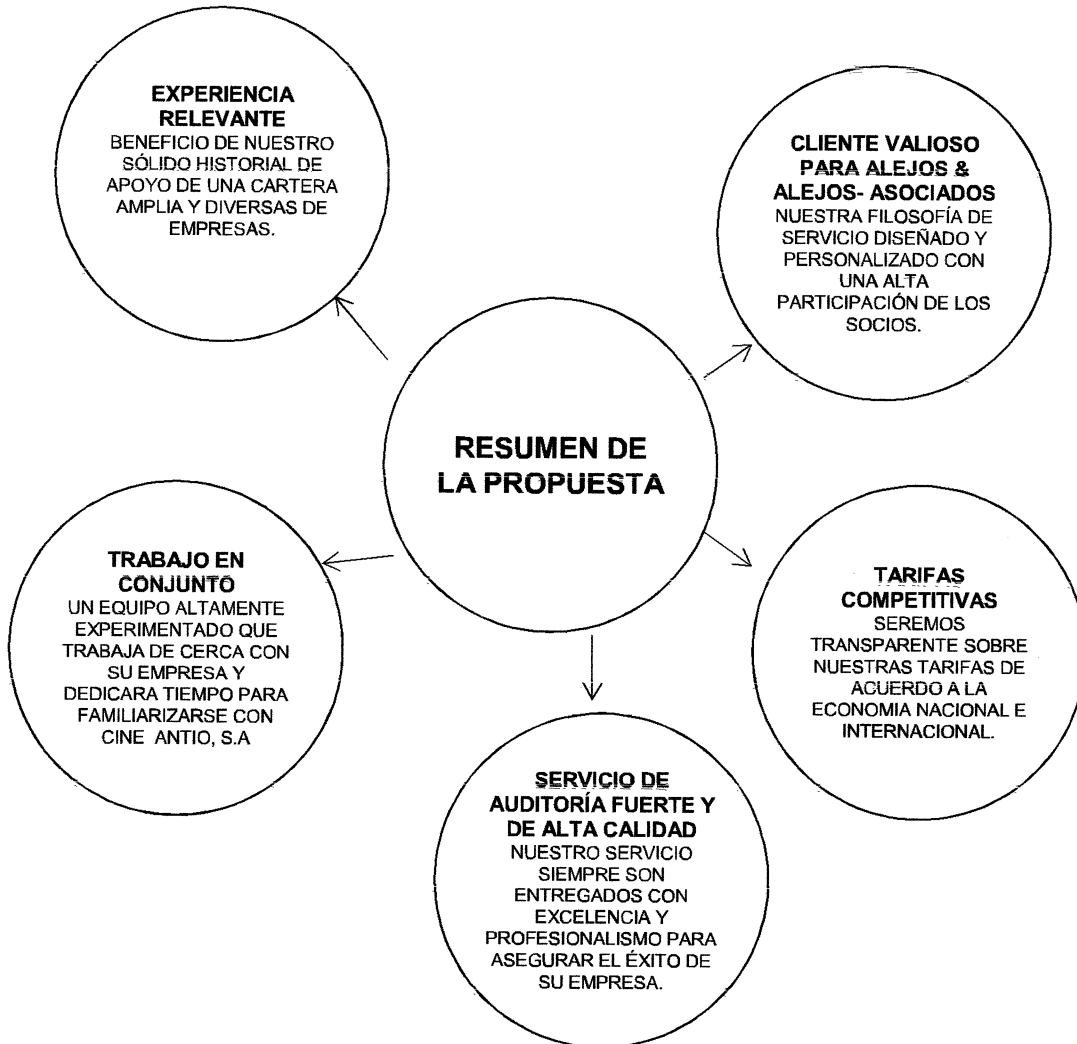 EXPERIENCIA
RELEVANTE
BENEFICIO DE NUESTRO
SÓLIDO HISTORIAL DE
APOYO DE UNA CARTERA
AMPLIA Y DIVERSAS DE
EMPRESAS.
CLIENTE VALIOSO
PARA ALEJOS &
ALEJOS- ASOCIADOS
NUESTRA FILOSOFÍA DE
SERVICIO DISEÑADO Y
PERSONALIZADO CON
UNA ALTA
PARTICIPACIÓN DE LOS
SOCIOS.
RESUMEN DE
LA PROPUESTA
TRABAJO EN
CONJUNTO
UN EQUIPO ALTAMENTE
EXPERIMENTADO QUE
TRABAJA DE CERCA CON
SU EMPRESA Y
DEDICARA TIEMPO PARA
FAMILIARIZARSE CON
CINE ANTIO, S.A
TARIFAS
COMPETITIVAS
SEREMOS
TRANSPARENTE SOBRE
NUESTRAS TARIFAS DE
ACUERDO A LA
ECONOMIA NACIONAL E
INTERNACIONAL.
SERVICIO DE
AUDITORÍA FUERTE Y
DE ALTA CALIDAD
NUESTRO SERVICIO
SIEMPRE SON
ENTREGADOS CON
EXCELENCIA Y
PROFESIONALISMO PARA
ASEGURAR EL ÉXITO DE
SU EMPRESA.